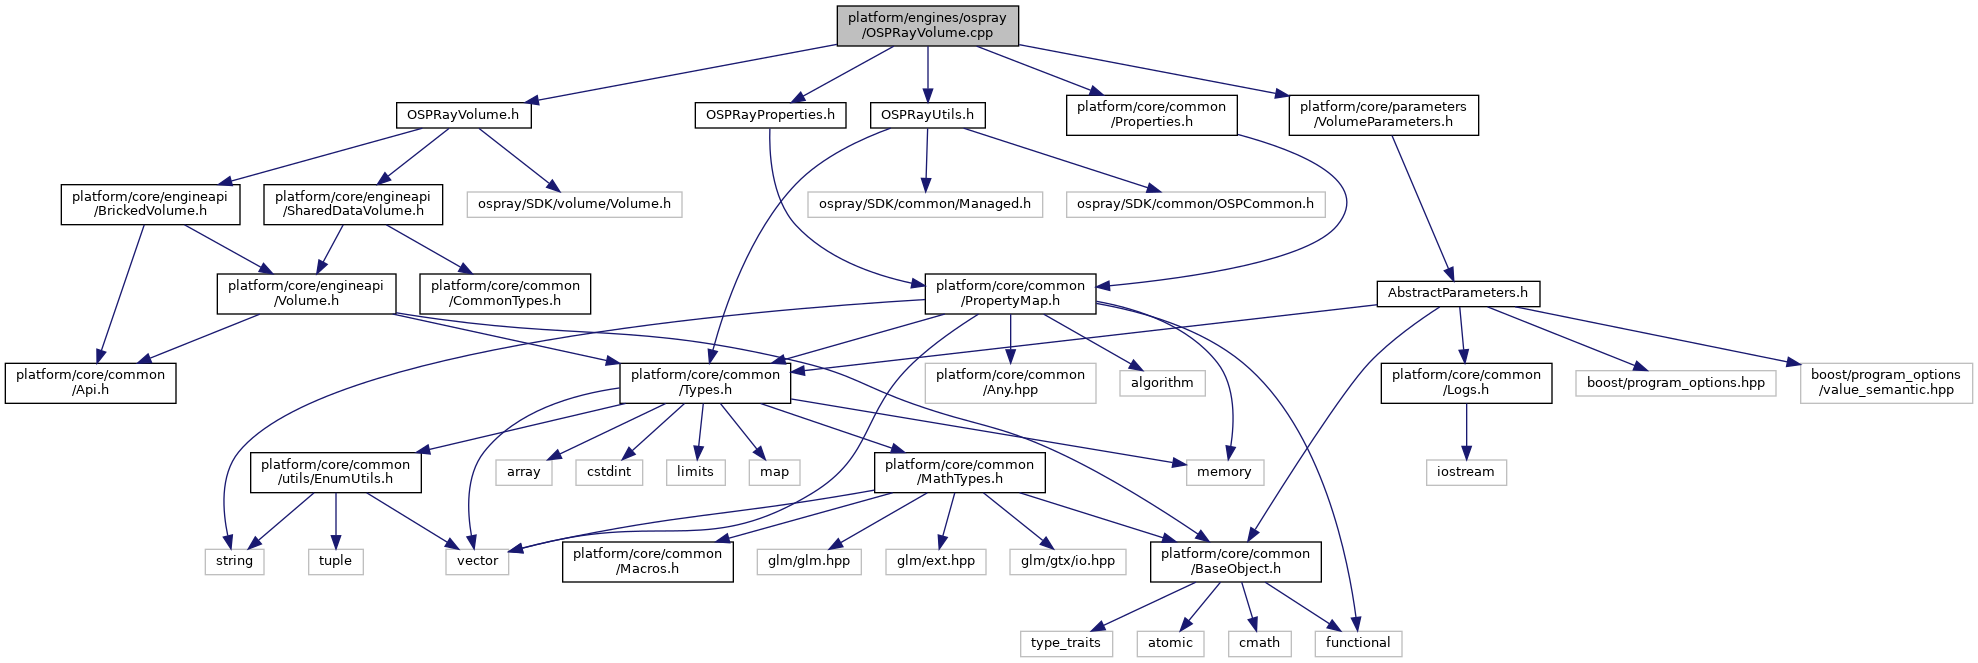 platform/engines/ospray
/OSPRayVolume.cpp
OSPRayVolume.h
OSPRayProperties.h
OSPRayUtils.h
platform/core/common
/Properties.h
platform/core/parameters
/VolumeParameters.h
platform/core/engineapi
/BrickedVolume.h
platform/core/engineapi
/SharedDataVolume.h
ospray/SDK/volume/Volume.h
ospray/SDK/common/Managed.h
ospray/SDK/common/OSPCommon.h
platform/core/engineapi
/Volume.h
platform/core/common
/CommonTypes.h
platform/core/common
/PropertyMap.h
AbstractParameters.h
platform/core/common
/Api.h
platform/core/common
/Types.h
platform/core/common
/Any.hpp
algorithm
platform/core/common
/Logs.h
boost/program_options.hpp
boost/program_options
/value_semantic.hpp
platform/core/common
/utils/EnumUtils.h
array
cstdint
limits
map
platform/core/common
/MathTypes.h
memory
iostream
string
tuple
vector
platform/core/common
/Macros.h
glm/glm.hpp
glm/ext.hpp
glm/gtx/io.hpp
platform/core/common
/BaseObject.h
type_traits
atomic
cmath
functional